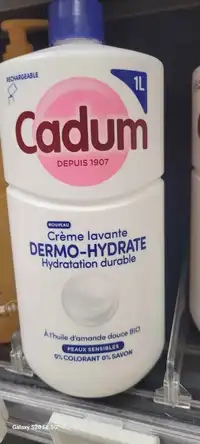 RECHARGEABLE
1L
Cadum
DEPUIS 1907
NOUVEAU
Crème lavante
DERMO-HYDRATE
Hydratation durable
À l'huile d'amande douce BIO
PEAUX SENSIBLES
0% COLORANT 0% SAVON